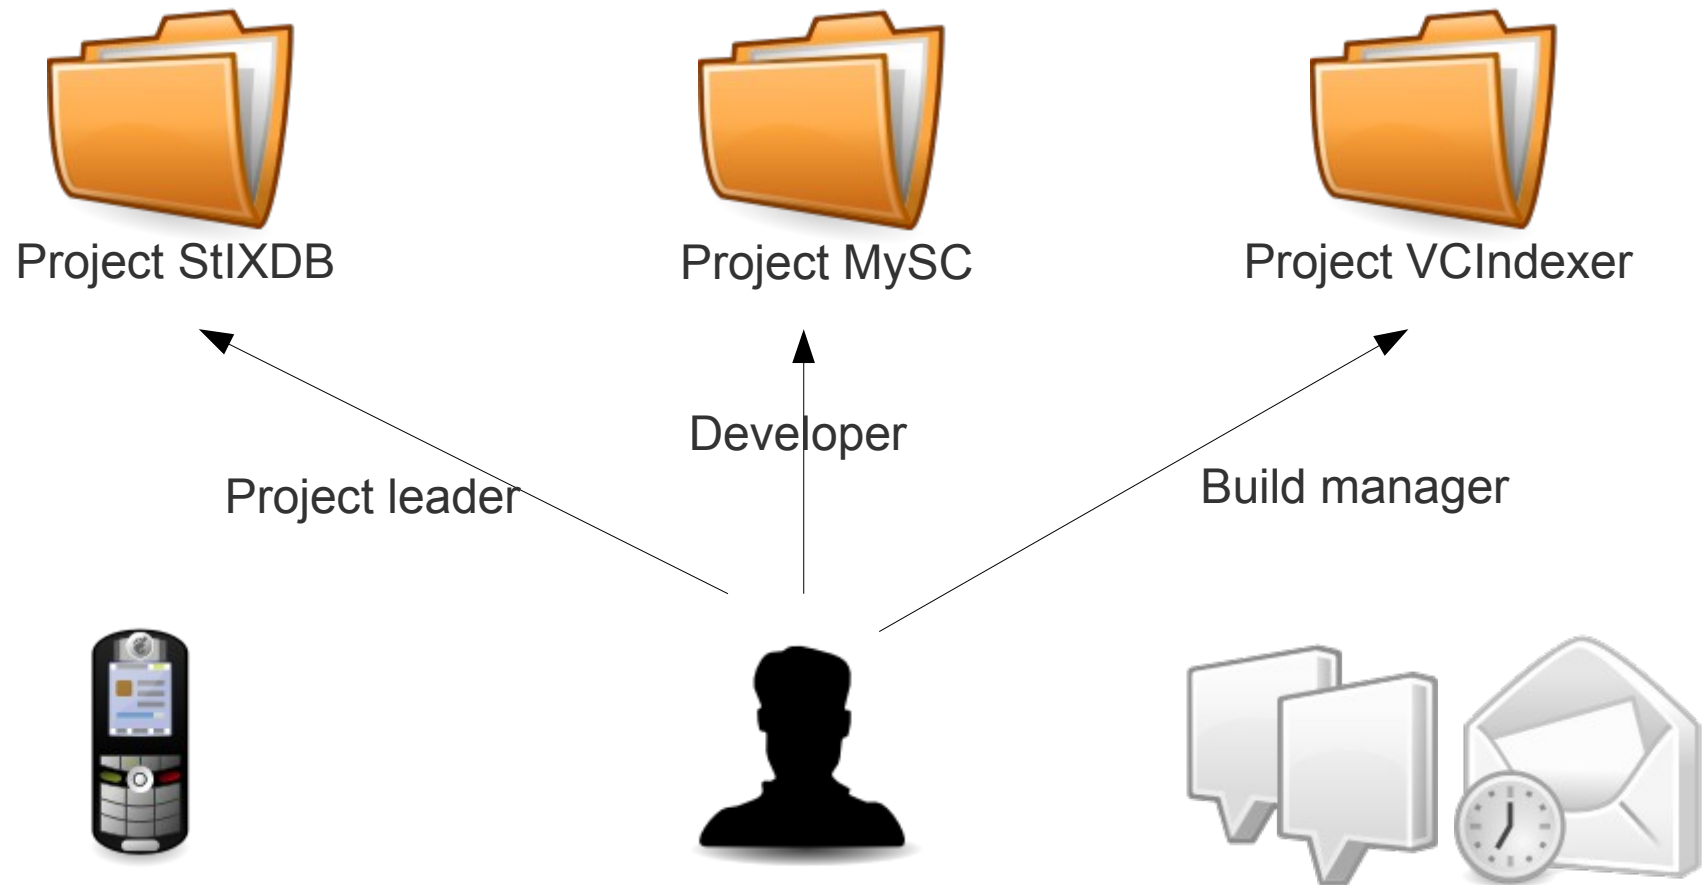 Project StIXDB
Project MySC
Project VCIndexer
Developer
Project leader
Build manager